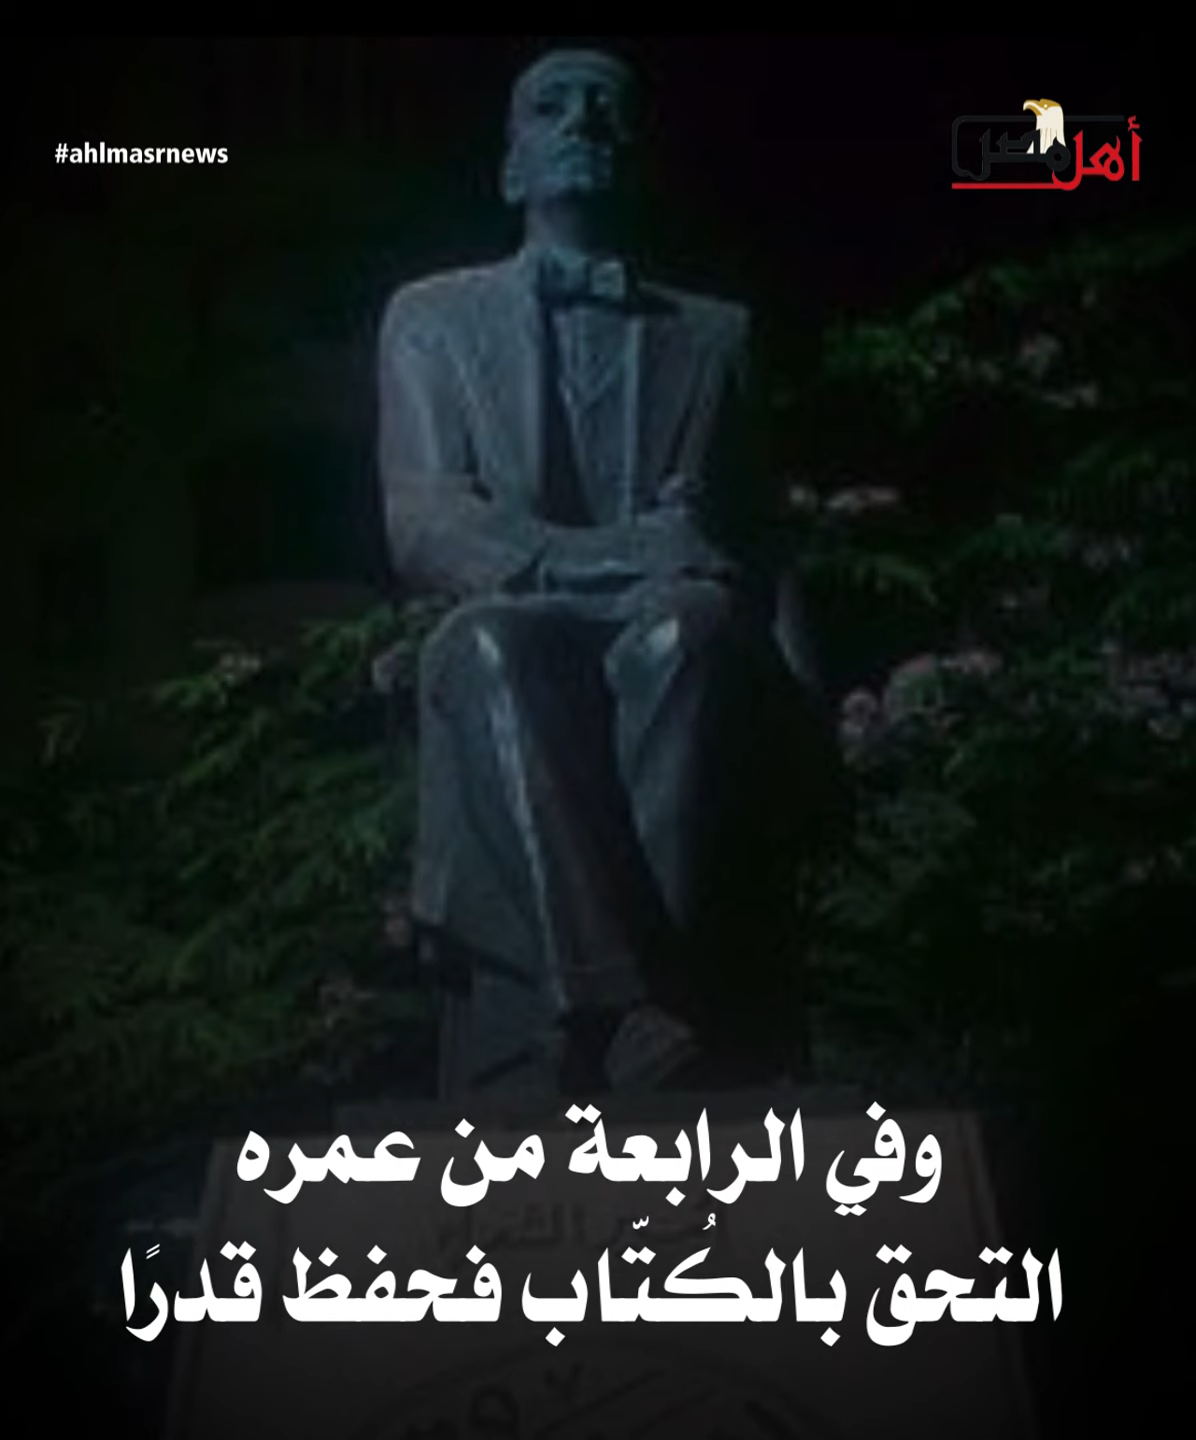 #ahlmasrnews
أهل مصر
وفي الرابعة من عمره
التحق بالكُتّاب فحفظ قدرًا